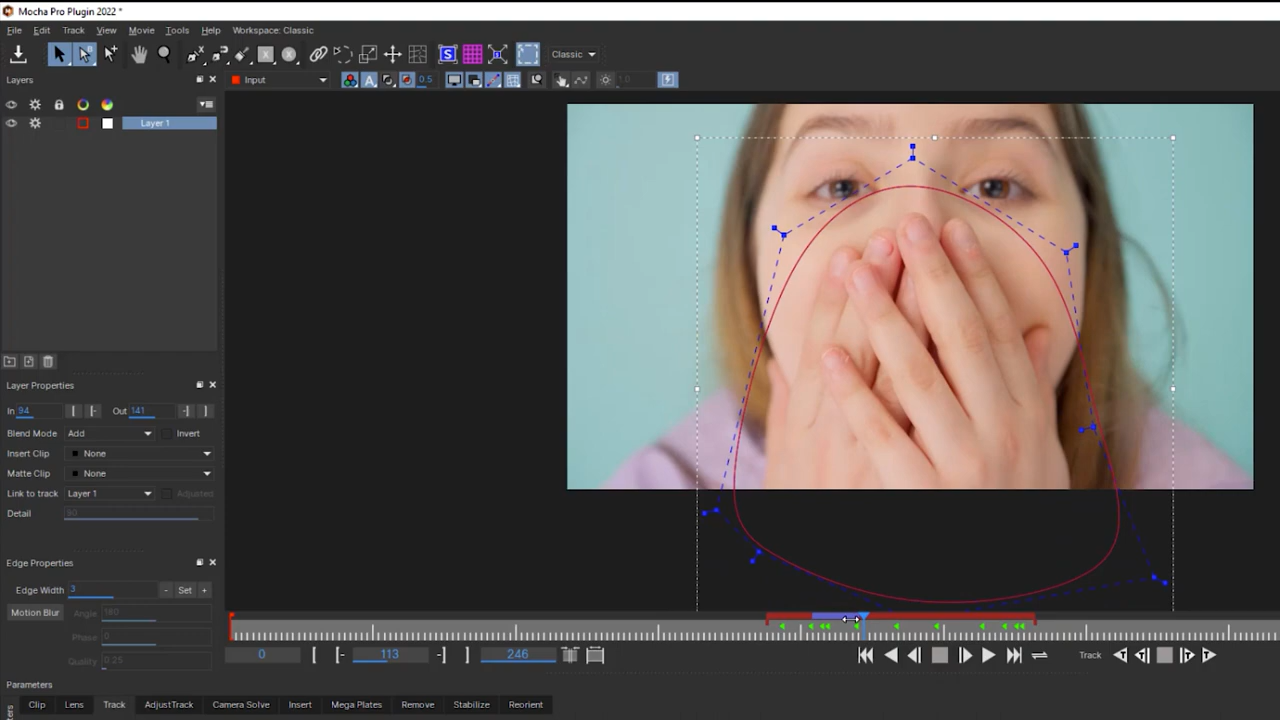 Mocha Pro Plugin 2022 *
File Edit Track View Movie Tools Help Workspace: Classic
S Classic
Layers
Input A 0.5 1.0
Layer 1
Layer Properties
In 94 Out 141
Blend Mode Add Invert
Insert Clip None
Matte Clip None
Link to track Layer 1 Adjusted
Detail 90
Edge Properties
Edge Width 3 - Set +
Motion Blur Angle 180
Phase 0
Quality 0.25
0 113 246 Track
Parameters
Clip Lens Track AdjustTrack Camera Solve Insert Mega Plates Remove Stabilize Reorient